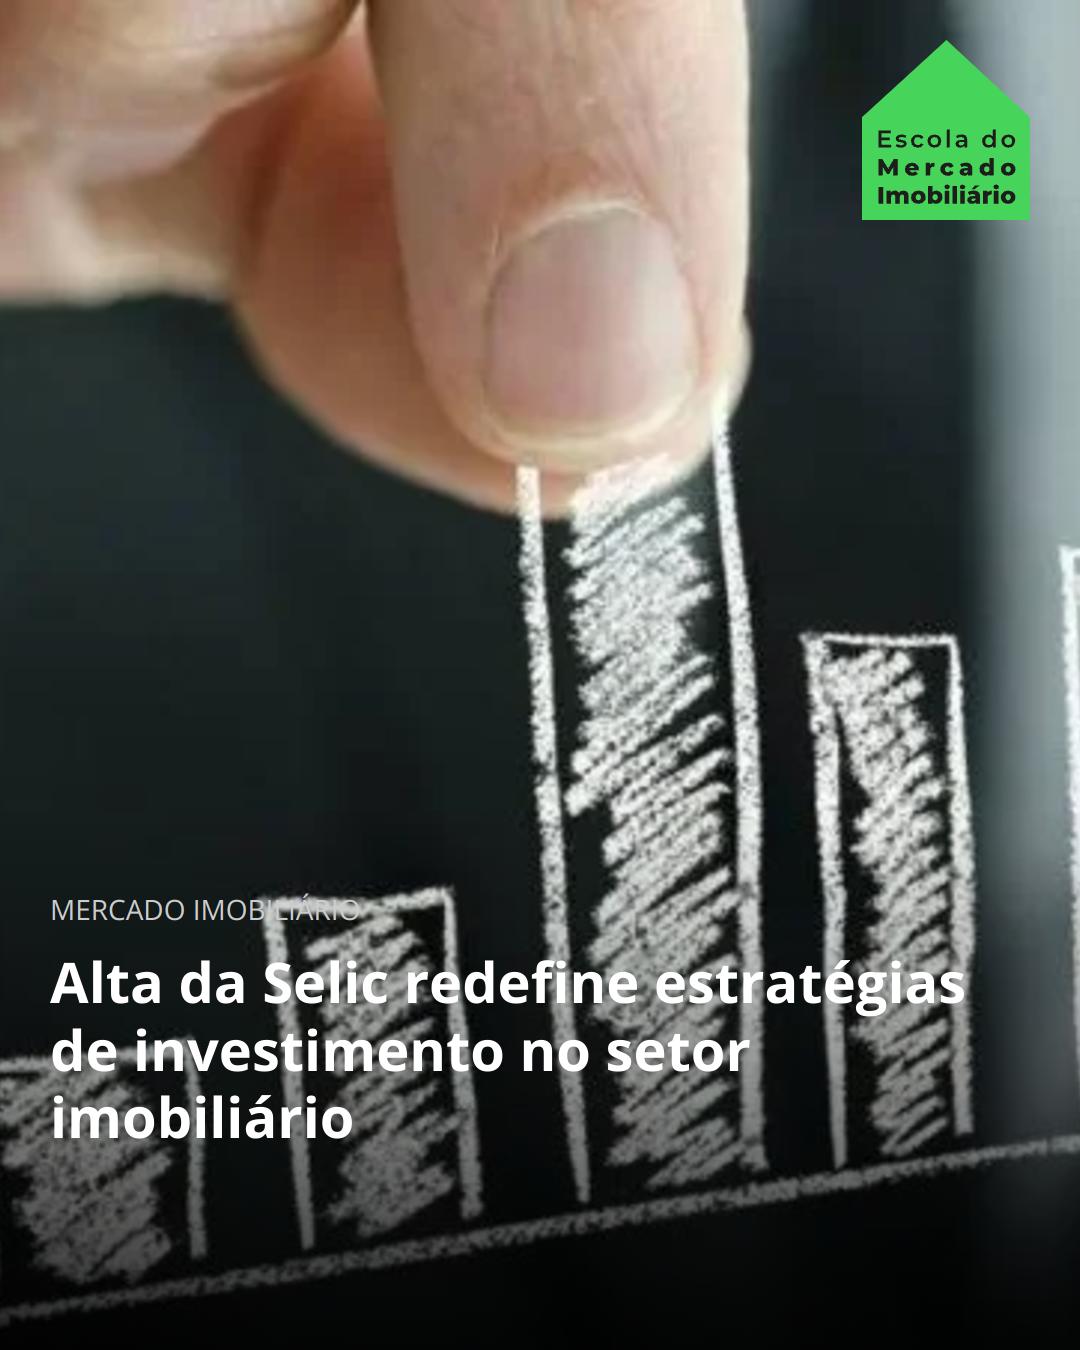 Escola do
Mercado
Imobiliário
MERCADO IMOBILIÁRIO
Alta da Selic redefine estratégias
de investimento no setor
imobiliário